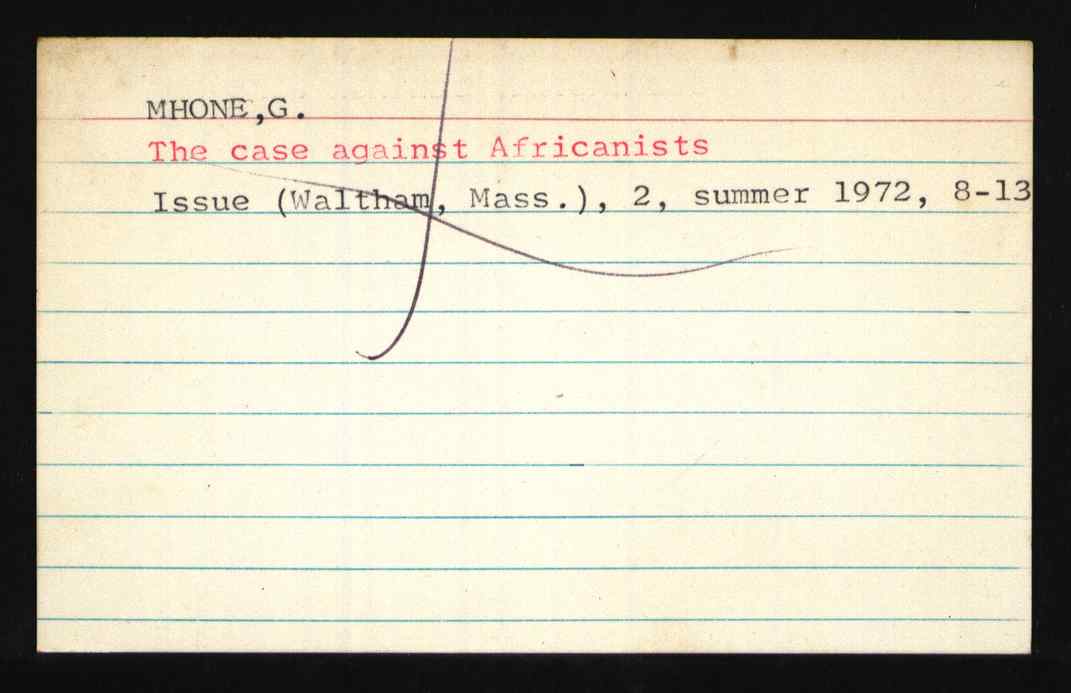 MHONE,G.
The case against Africanists
Issue (Waltham, Mass.), 2, summer 1972, 8-13